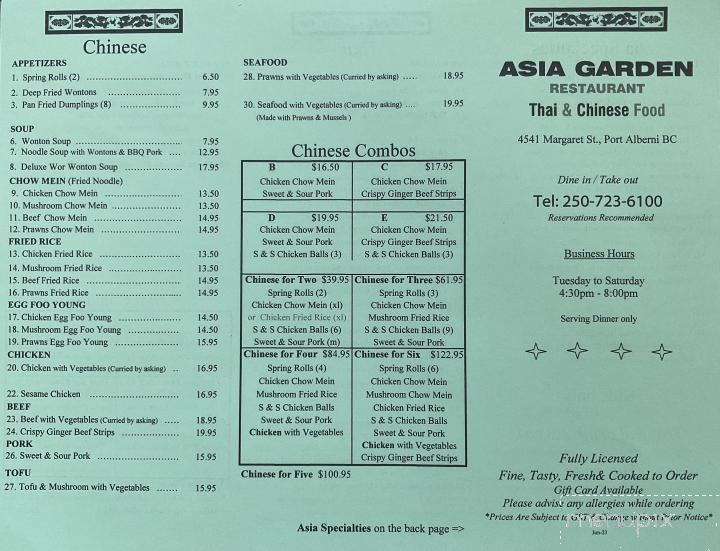 Chinese
APPETIZERS
1. Spring Rolls (2) 6.50
2. Deep Fried Wontons 7.95
3. Pan Fried Dumplings (8) 9.95
SOUP
6. Wonton Soup 7.95
7. Noodle Soup with Wontons & BBQ Pork 12.95
8. Deluxe Wor Wonton Soup 17.95
CHOW MEIN (Fried Noodle)
9. Chicken Chow Mein 13.50
10. Mushroom Chow Mein 13.50
11. Beef Chow Mein 14.95
12. Prawns Chow Mein 14.95
FRIED RICE
13. Chicken Fried Rice 13.50
14. Mushroom Fried Rice 13.50
15. Beef Fried Rice 14.95
16. Prawns Fried Rice 14.95
EGG FOO YOUNG
17. Chicken Egg Foo Young 14.50
18. Mushroom Egg Foo Young 14.50
19. Prawns Egg Foo Young 15.95
CHICKEN
20. Chicken with Vegetables (Curried by asking) 16.95
22. Sesame Chicken 16.95
BEEF
23. Beef with Vegetables (Curried by asking) 18.95
24. Crispy Ginger Beef Strips 19.95
PORK
26. Sweet & Sour Pork 15.95
TOFU
27. Tofu & Mushroom with Vegetables 15.95
SEAFOOD
28. Prawns with Vegetables (Curried by asking) 18.95
30. Seafood with Vegetables (Curried by asking) 19.95
(Made with Prawns & Mussels )
Chinese Combos
B $16.50
Chicken Chow Mein
Sweet & Sour Pork
C $17.95
Chicken Chow Mein
Crispy Ginger Beef Strips
D $19.95
Chicken Chow Mein
Sweet & Sour Pork
S & S Chicken Balls (3)
E $21.50
Chicken Chow Mein
Crispy Ginger Beef Strips
S & S Chicken Balls (3)
Chinese for Two $39.95
Spring Rolls (2)
Chicken Chow Mein (xl)
or Chicken Fried Rice (xl)
S & S Chicken Balls (6)
Sweet & Sour Pork (m)
Chinese for Three $61.95
Spring Rolls (3)
Chicken Chow Mein
Mushroom Fried Rice
S & S Chicken Balls (9)
Sweet & Sour Pork
Chinese for Four $84.95
Spring Rolls (4)
Chicken Chow Mein
Mushroom Fried Rice
S & S Chicken Balls
Sweet & Sour Pork
Chicken with Vegetables
Chinese for Six $122.95
Spring Rolls (6)
Chicken Chow Mein
Mushroom Chow Mein
Chicken Fried Rice
S & S Chicken Balls
Sweet & Sour Pork
Chicken with Vegetables
Crispy Ginger Beef Strips
Chinese for Five $100.95
Asia Specialties on the back page =>
ASIA GARDEN
RESTAURANT
Thai & Chinese Food
4541 Margaret St., Port Alberni BC
Dine in / Take out
Tel: 250-723-6100
Reservations Recommended
Business Hours
Tuesday to Saturday
4:30pm - 8:00pm
Serving Dinner only
Fully Licensed
Fine, Tasty, Fresh& Cooked to Order
Gift Card Available
Please advise any allergies while ordering
*Prices Are Subject to GST & Change without Prior Notice*
Jun-23
menupix